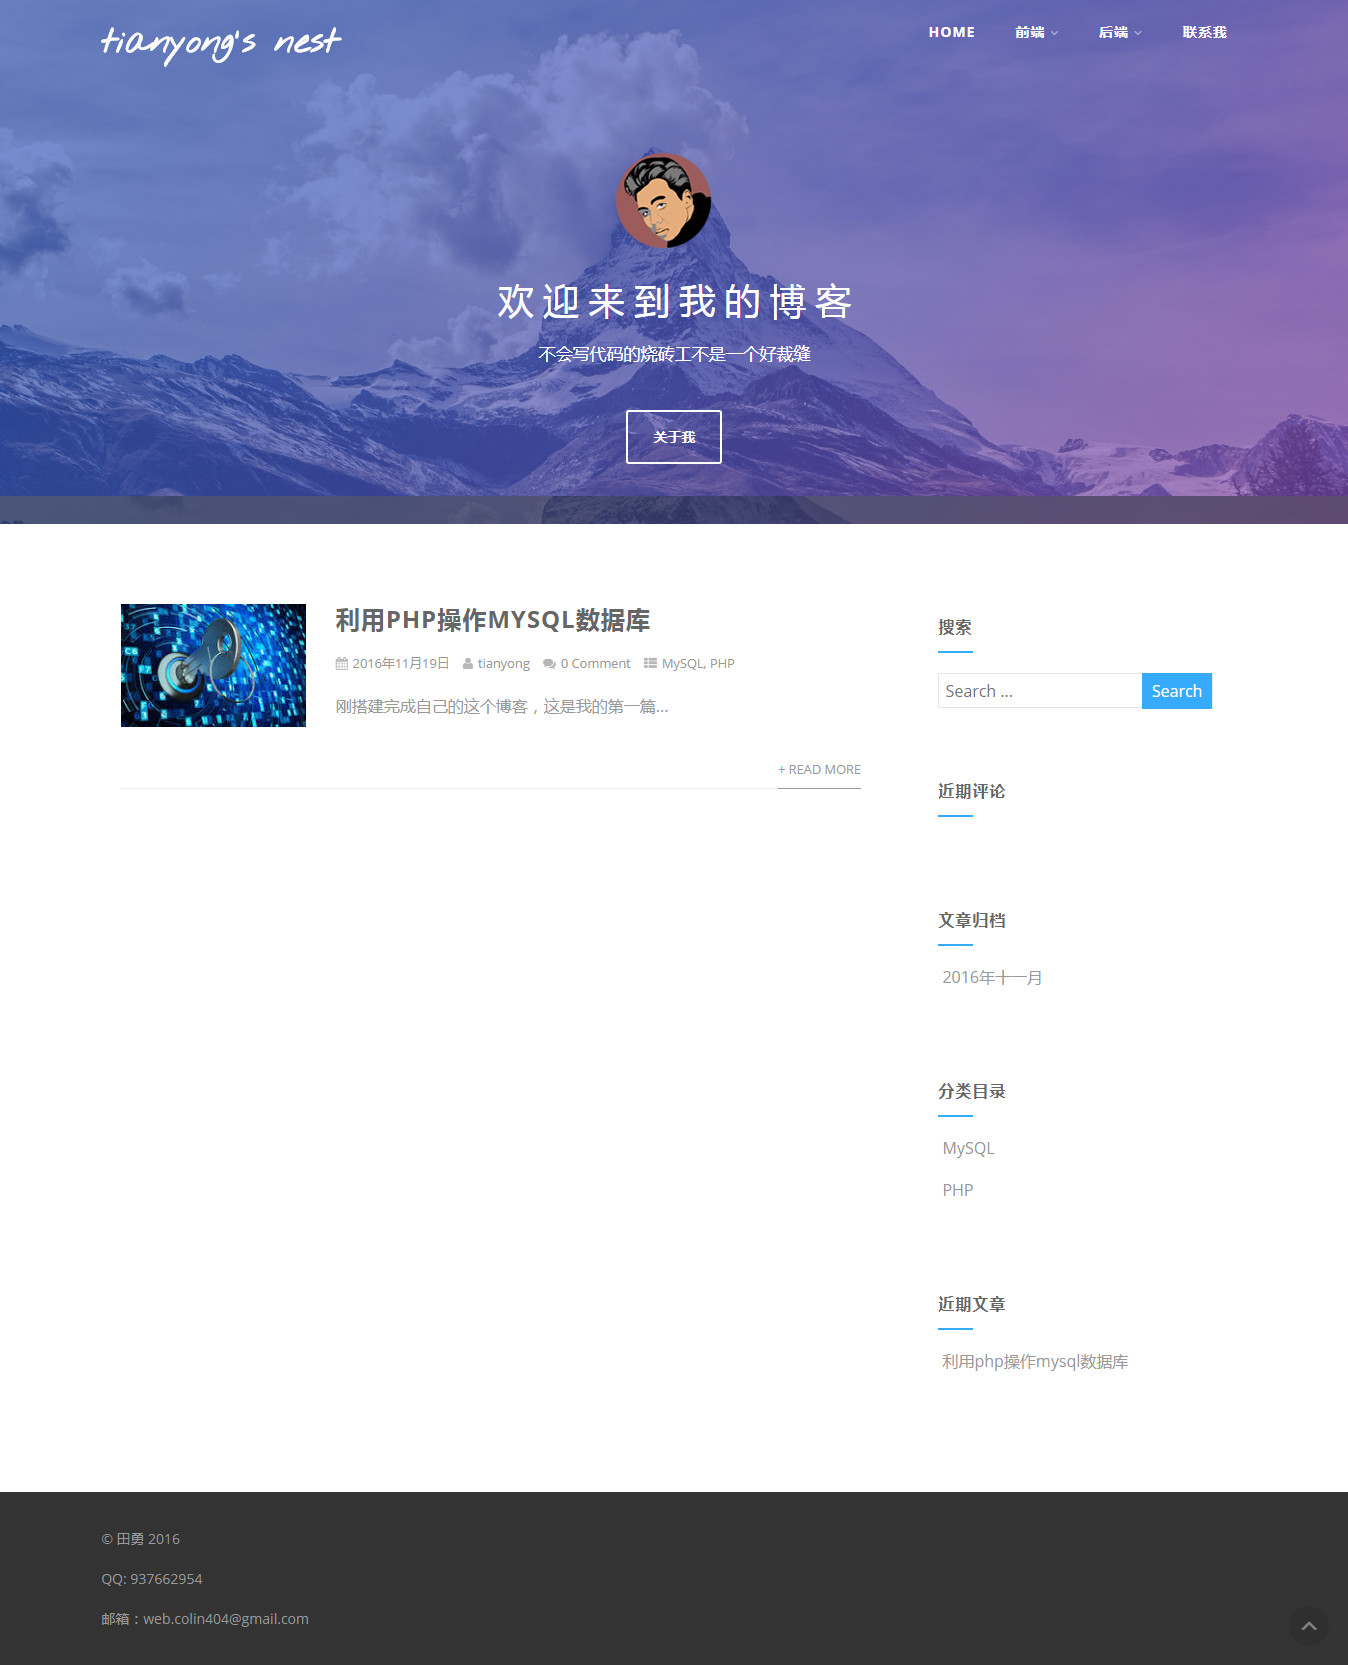 tianyong's nest
HOME 前端 后端 联系我
欢迎来到我的博客
不会写代码的烧砖工不是一个好裁缝
关于我
利用PHP操作MYSQL数据库
2016年11月19日 tianyong 0 Comment MySQL, PHP
刚搭建完成自己的这个博客，这是我的第一篇...
+ READ MORE
搜索
Search ... Search
近期评论
文章归档
2016年十一月
分类目录
MySQL
PHP
近期文章
利用php操作mysql数据库
© 田勇 2016
QQ: 937662954
邮箱：web.colin404@gmail.com